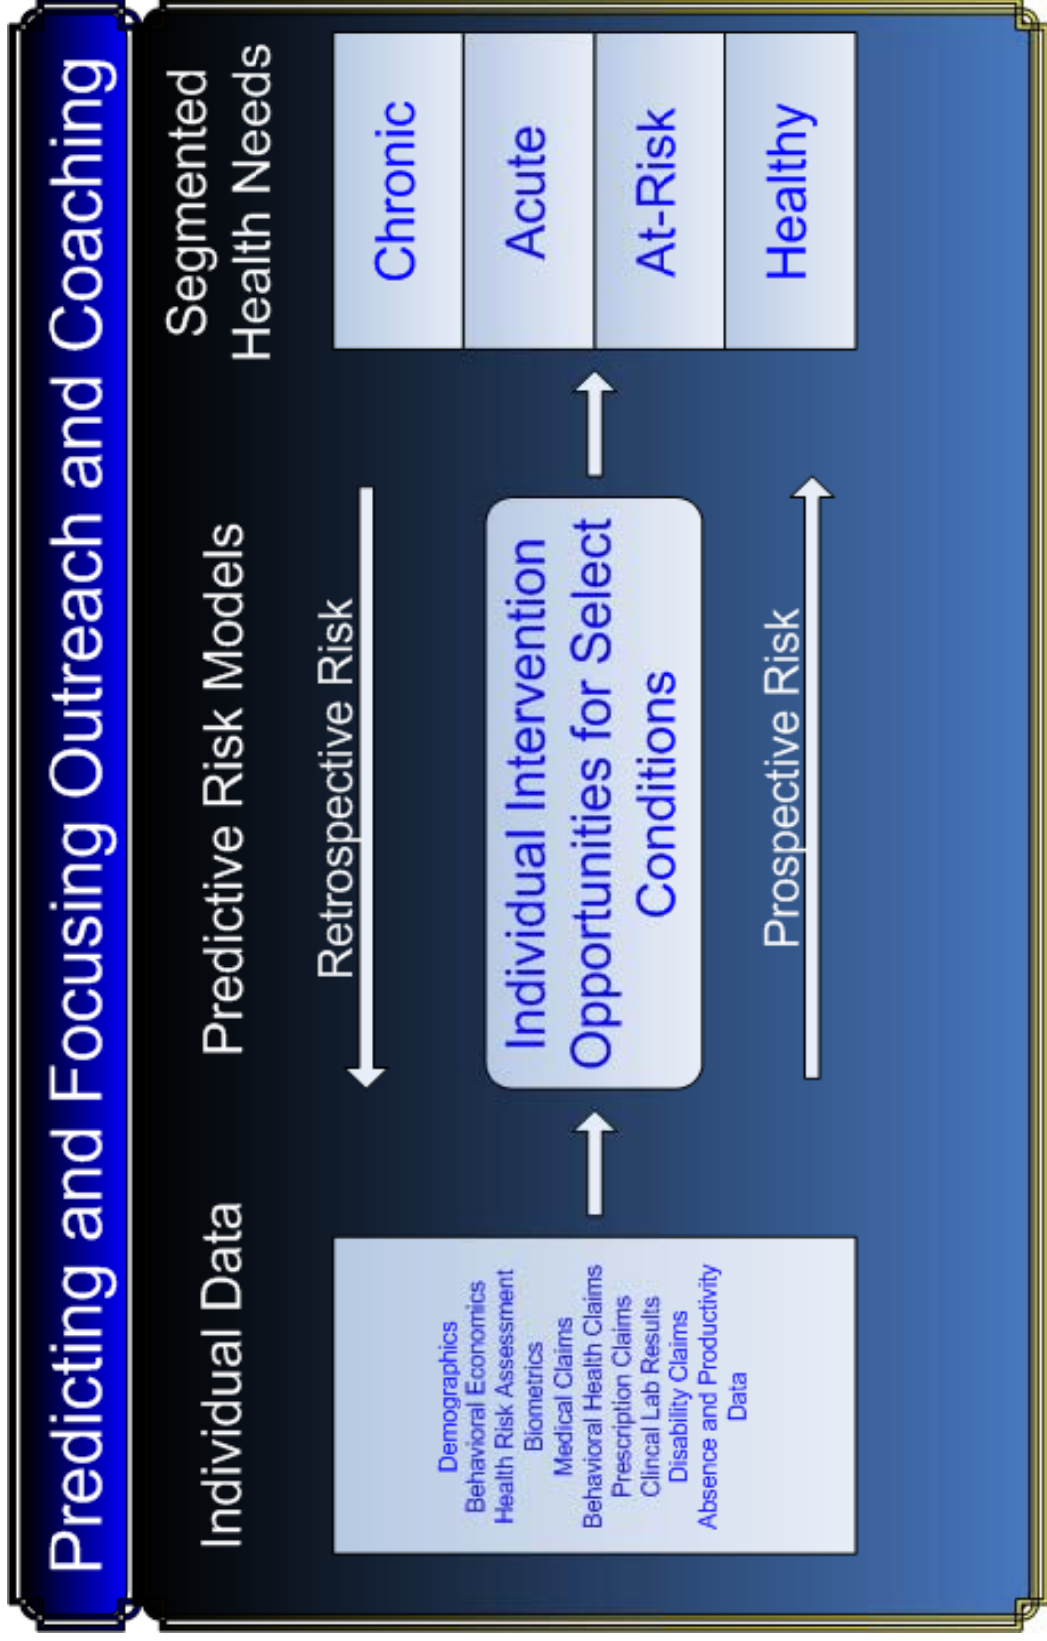 Predicting and Focusing Outreach and Coaching
Individual Data
Predictive Risk Models
Segmented
Health Needs
Demographics
Behavioral Economics
Health Risk Assessment
Biometrics
Medical Claims
Behavioral Health Claims
Prescription Claims
Clincal Lab Results
Disability Claims
Absence and Productivity
Data
Retrospective Risk
Individual Intervention
Opportunities for Select
Conditions
Prospective Risk
Chronic
Acute
At-Risk
Healthy